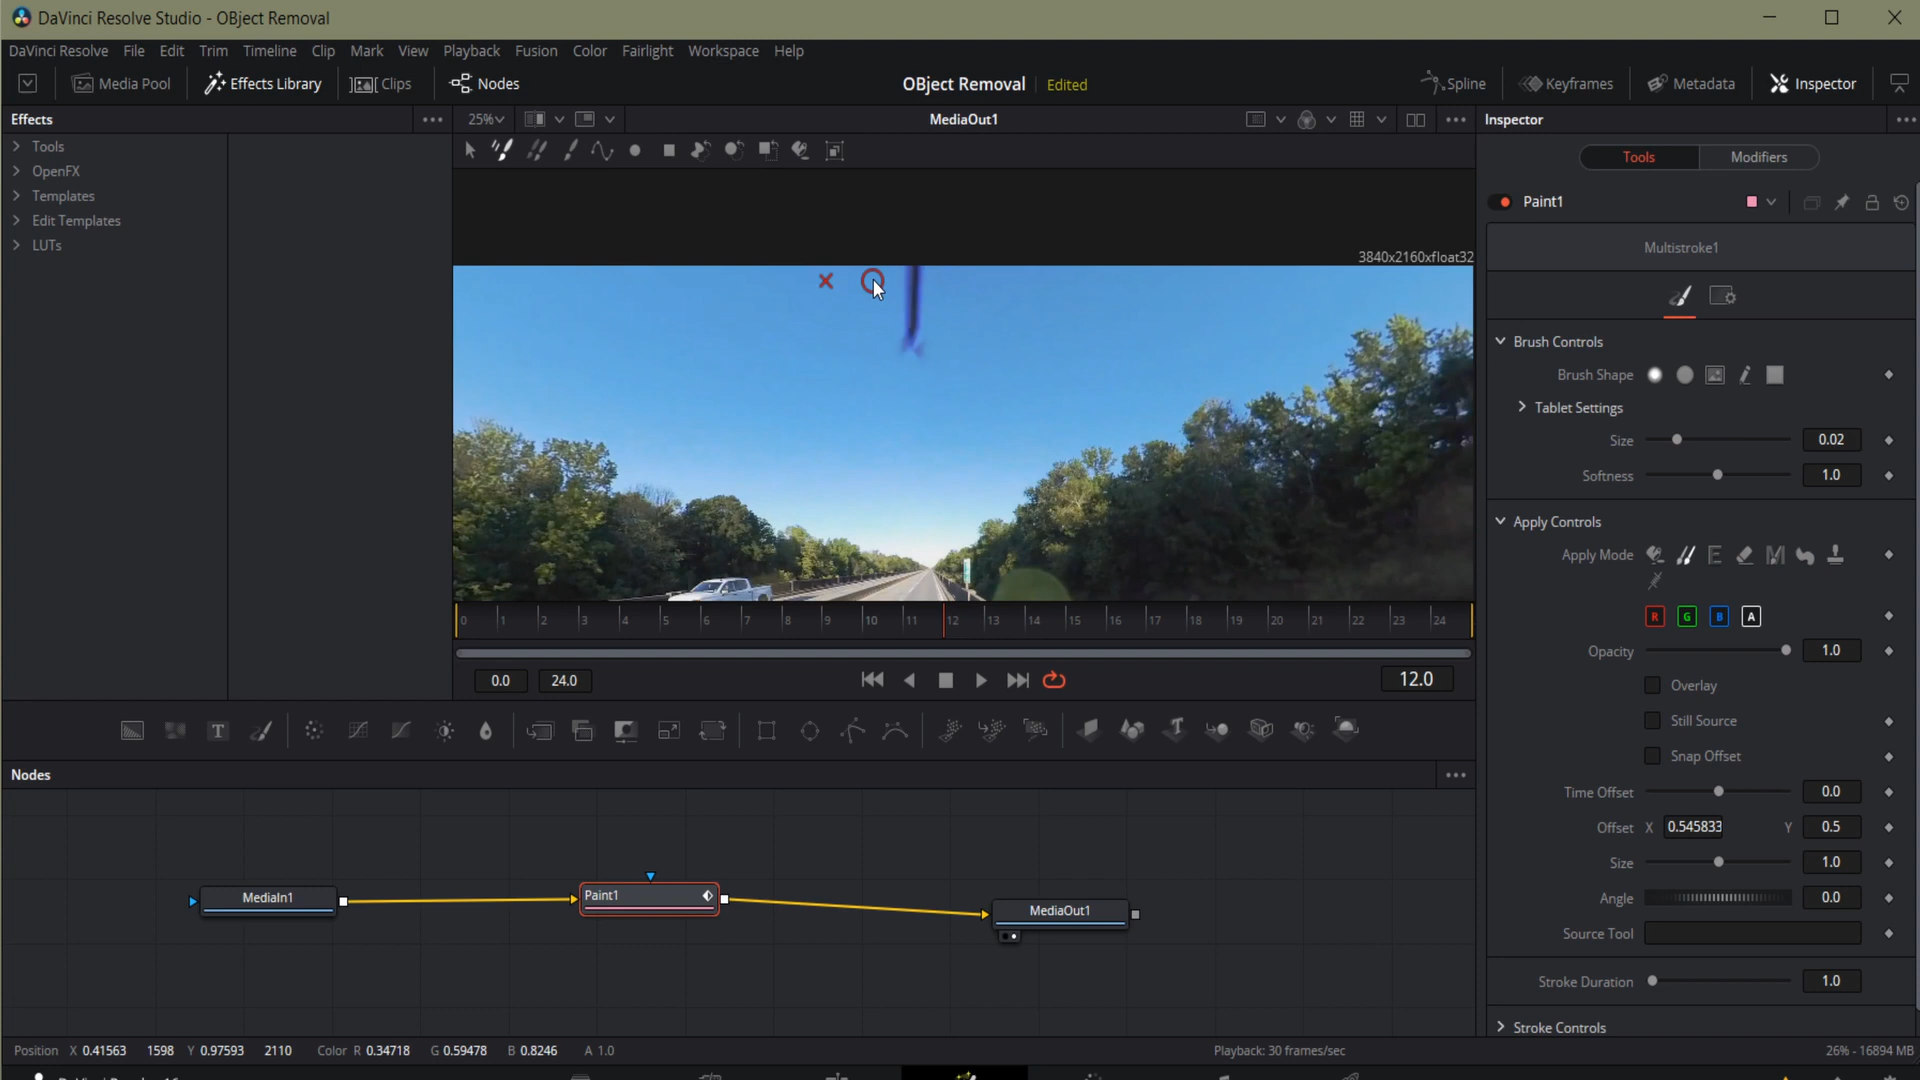 DaVinci Resolve Studio - OBject Removal
DaVinci Resolve File Edit Trim Timeline Clip Mark View Playback Fusion Color Fairlight Workspace Help
Media Pool Effects Library Clips Nodes OBject Removal Edited Spline Keyframes Metadata Inspector
Effects 25% MediaOut1 Inspector
Tools
OpenFX
Templates
Edit Templates
LUTs
Tools Modifiers
Paint1
Multistroke1
3840x2160xfloat32
Brush Controls
Brush Shape
Tablet Settings
Size 0.02
Softness 1.0
Apply Controls
Apply Mode
R G B A
Opacity 1.0
Overlay
Still Source
Snap Offset
Time Offset 0.0
Offset X 0.545833 Y 0.5
Size 1.0
Angle 0.0
Source Tool
Stroke Duration 1.0
Stroke Controls
0 1 2 3 4 5 6 7 8 9 10 11 12 13 14 15 16 17 18 19 20 21 22 23 24
0.0 24.0 12.0
Nodes
MediaIn1 Paint1 MediaOut1
Position X 0.41563 1598 Y 0.97593 2110 Color R 0.34718 G 0.59478 B 0.8246 A 1.0 Playback: 30 frames/sec 26% - 16894 MB